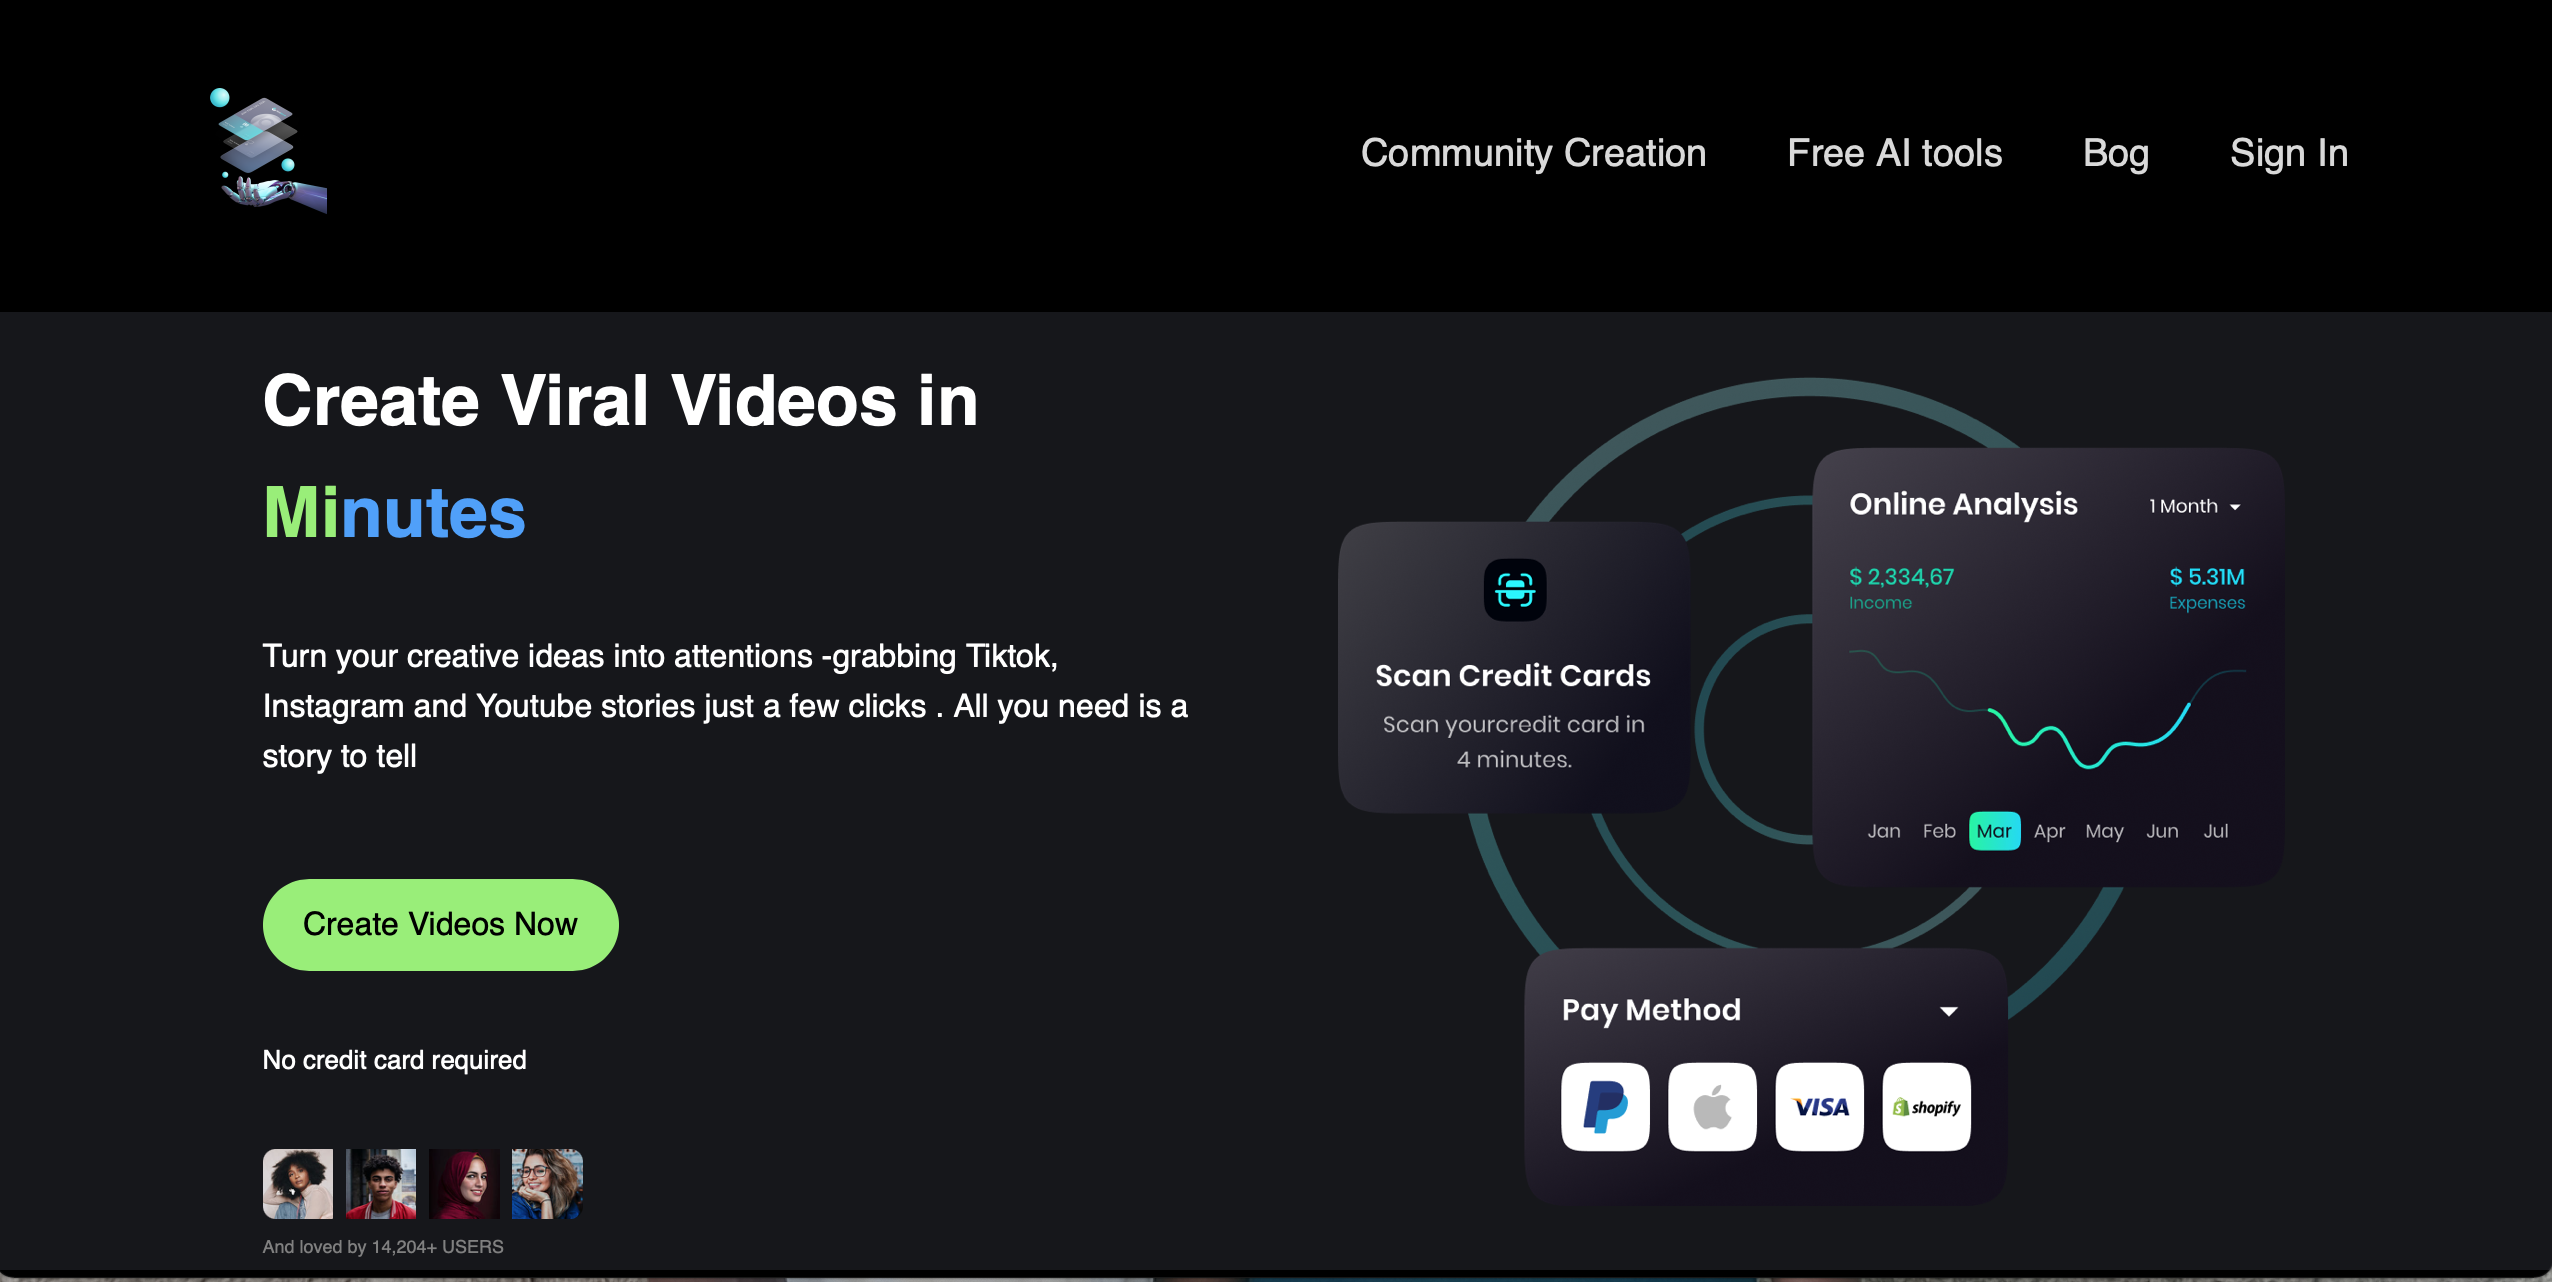 Community Creation
Free AI tools
Bog
Sign In
Create Viral Videos in
Minutes
Turn your creative ideas into attentions -grabbing Tiktok,
Instagram and Youtube stories just a few clicks . All you need is a
story to tell
Create Videos Now
No credit card required
And loved by 14,204+ USERS
Scan Credit Cards
Scan yourcredit card in
4 minutes.
Online Analysis
1 Month
$ 2,334,67
$ 5.31M
Income
Expenses
Jan Feb Mar Apr May Jun Jul
Pay Method
VISA
shopify